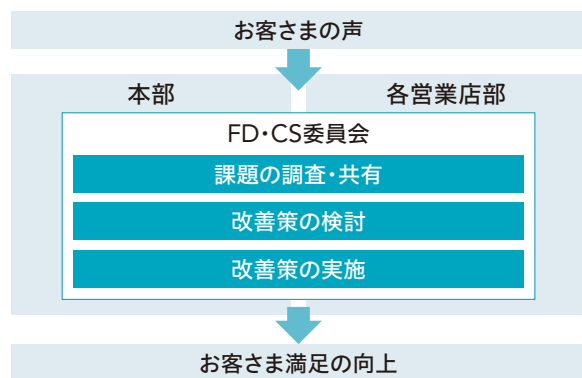 お客さまの声
本部
各営業店部
FD・CS委員会
課題の調査・共有
改善策の検討
改善策の実施
お客さま満足の向上